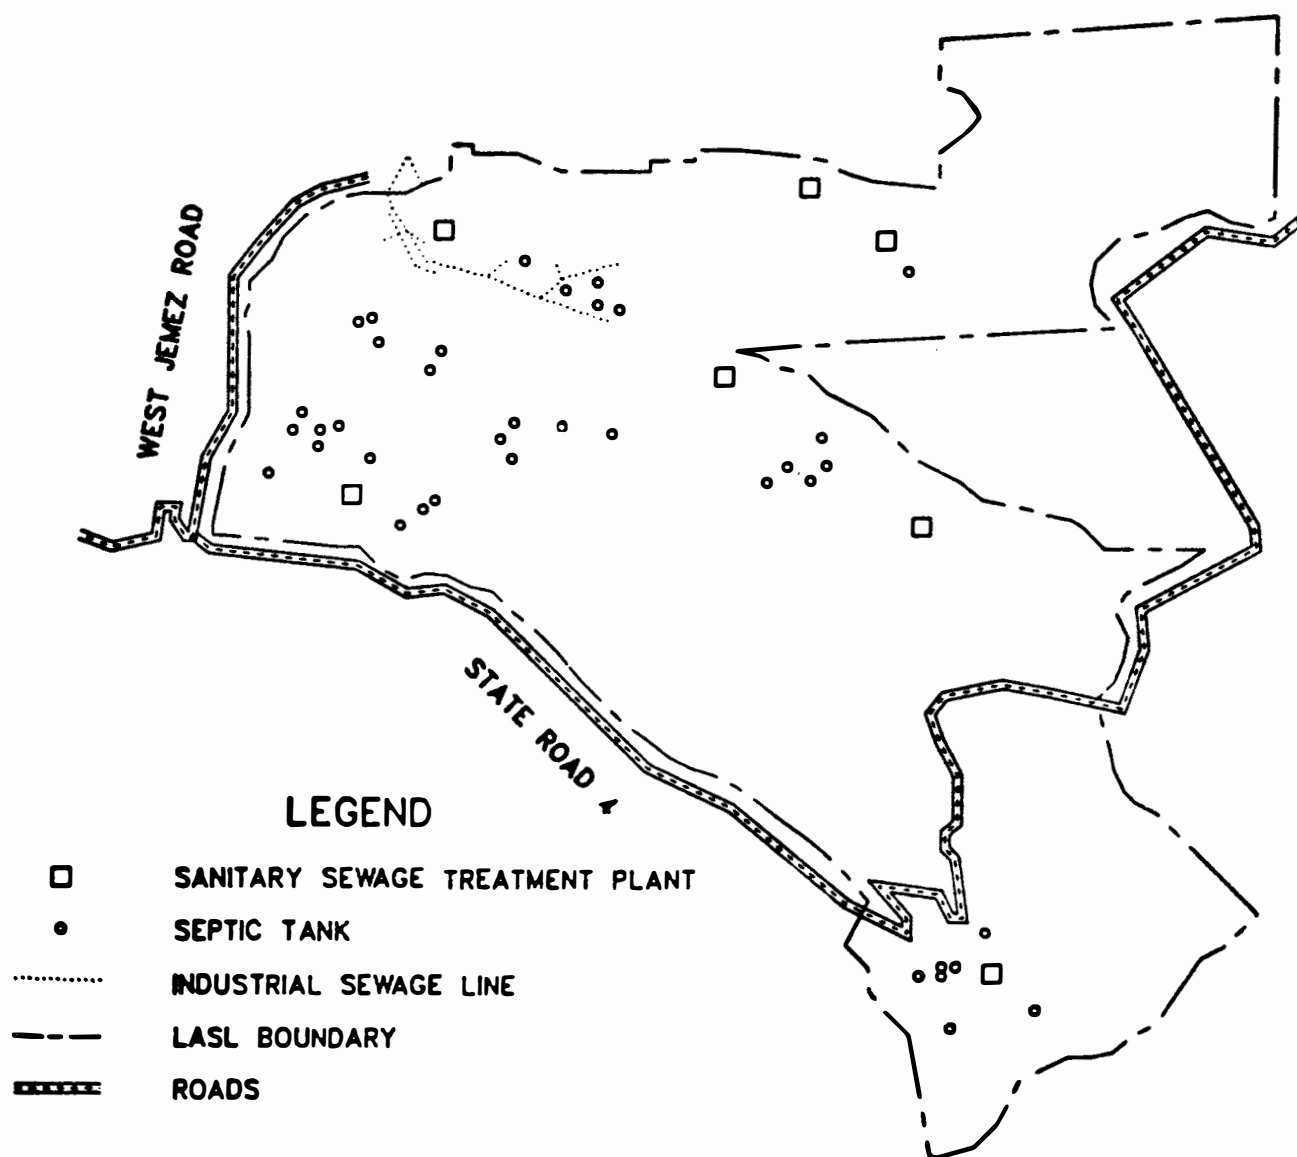 WEST JEMEZ ROAD
STATE ROAD 4
LEGEND
SANITARY SEWAGE TREATMENT PLANT
SEPTIC TANK
INDUSTRIAL SEWAGE LINE
LASL BOUNDARY
ROADS